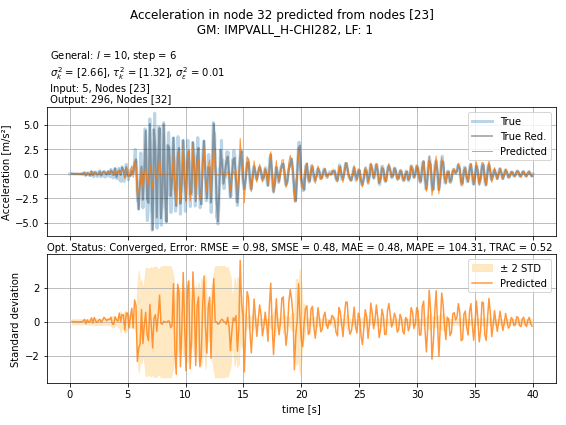 Acceleration in node 32 predicted from nodes [23]
GM: IMPVALL_H-CHI282, LF: 1
General: l = 10, step = 6
σ²ₖ = [2.66], τ²ₖ = [1.32], σ²ε = 0.01
Input: 5, Nodes [23]
Output: 296, Nodes [32]
Acceleration [m/s²]
5.0
2.5
0.0
−2.5
−5.0
True
True Red.
Predicted
Opt. Status: Converged, Error: RMSE = 0.98, SMSE = 0.48, MAE = 0.48, MAPE = 104.31, TRAC = 0.52
Standard deviation
2
0
−2
± 2 STD
Predicted
0 5 10 15 20 25 30 35 40
time [s]